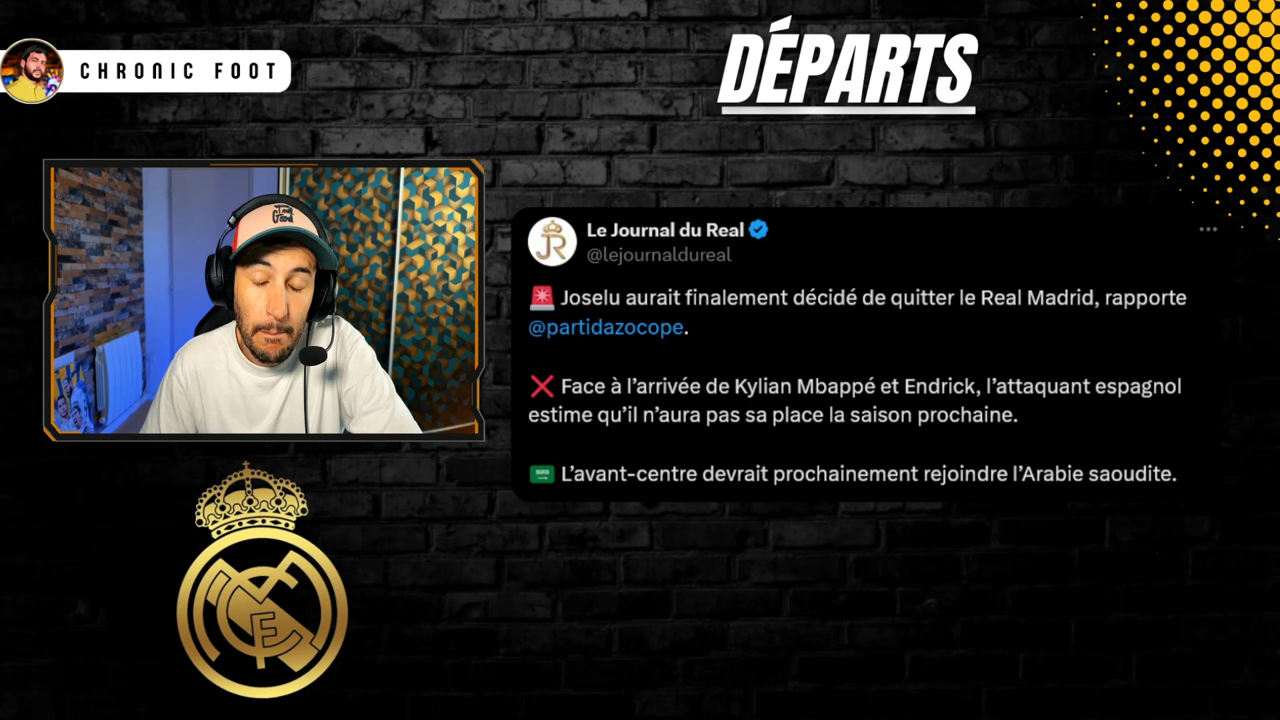 CHRONIC FOOT
DÉPARTS
Feel
Good
Le Journal du Real
@lejournaldureal
🚨 Joselu aurait finalement décidé de quitter le Real Madrid, rapporte
@partidazocope.
❌ Face à l’arrivée de Kylian Mbappé et Endrick, l’attaquant espagnol
estime qu’il n’aura pas sa place la saison prochaine.
🇸🇦 L’avant-centre devrait prochainement rejoindre l’Arabie saoudite.